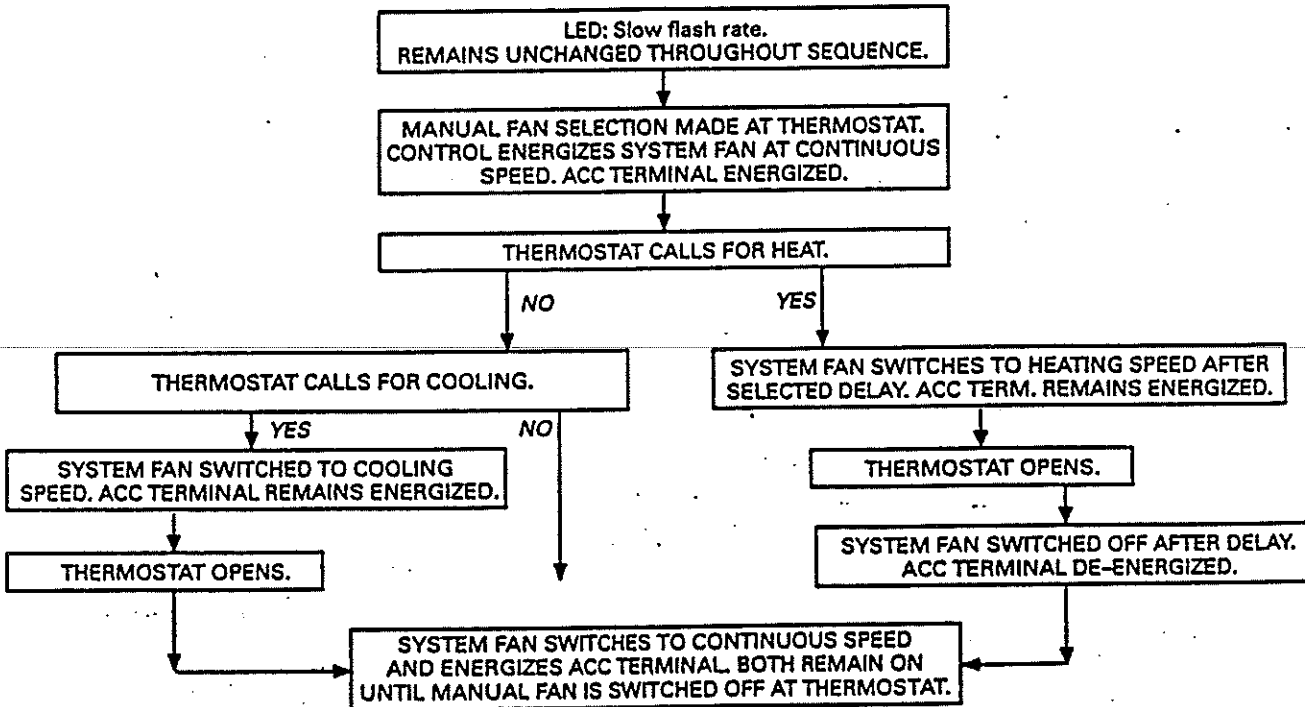 LED: Slow flash rate.
REMAINS UNCHANGED THROUGHOUT SEQUENCE.
MANUAL FAN SELECTION MADE AT THERMOSTAT.
CONTROL ENERGIZES SYSTEM FAN AT CONTINUOUS
SPEED. ACC TERMINAL ENERGIZED.
THERMOSTAT CALLS FOR HEAT.
NO
YES
THERMOSTAT CALLS FOR COOLING.
SYSTEM FAN SWITCHES TO HEATING SPEED AFTER
SELECTED DELAY. ACC TERM. REMAINS ENERGIZED.
YES
NO
SYSTEM FAN SWITCHED TO COOLING
SPEED. ACC TERMINAL REMAINS ENERGIZED.
THERMOSTAT OPENS.
THERMOSTAT OPENS.
SYSTEM FAN SWITCHED OFF AFTER DELAY.
ACC TERMINAL DE-ENERGIZED.
SYSTEM FAN SWITCHES TO CONTINUOUS SPEED
AND ENERGIZES ACC TERMINAL. BOTH REMAIN ON
UNTIL MANUAL FAN IS SWITCHED OFF AT THERMOSTAT.